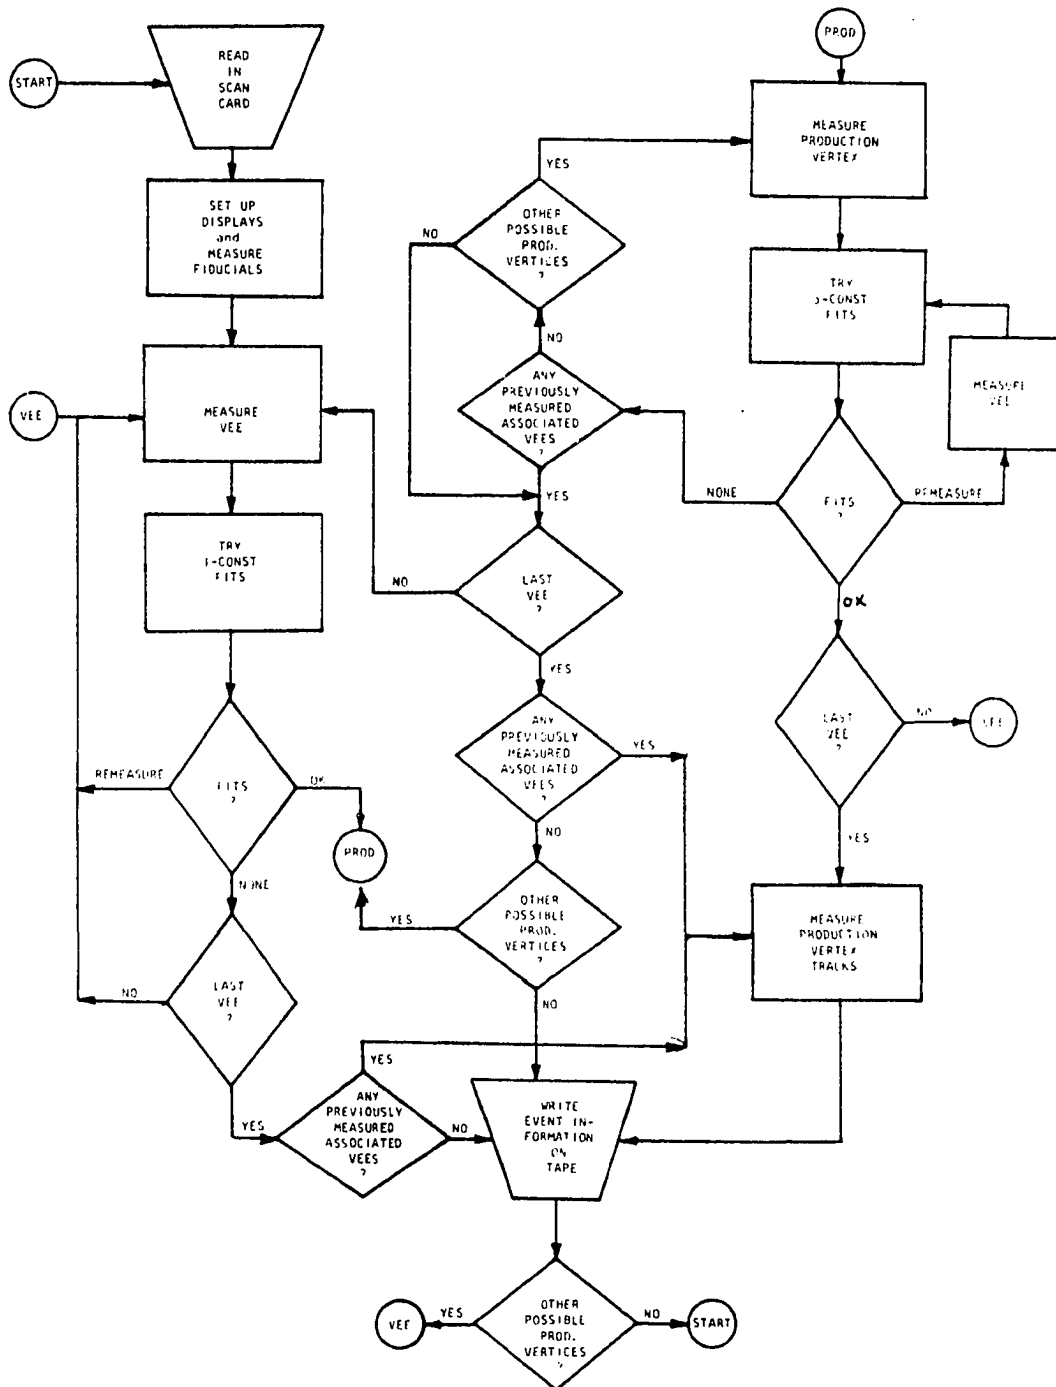 START
READ
IN
SCAN
CARD
SET UP
DISPLAYS
and
MEASURE
FIDUCIALS
VEE
MEASURE
VEE
TRY
FITS
REMEASURE
FITS
?
OK
PROD
NONE
NO
LAST
VEE
?
YES
ANY
PREVIOUSLY
MEASURED
ASSOCIATED
VEES
?
YES
NO
YES
OTHER
POSSIBLE
PROD.
VERTICES
?
NO
NO
ANY
PREVIOUSLY
MEASURED
ASSOCIATED
VEES
?
YES
LAST
VEE
?
NO
YES
ANY
PREVIOUSLY
MEASURED
ASSOCIATED
VEES
?
YES
NO
OTHER
POSSIBLE
PROD.
VERTICES
?
YES
NO
WRITE
EVENT IN-
FORMATION
ON
TAPE
OTHER
POSSIBLE
PROD.
VERTICES
?
YES
VEE
NO
START
PROD
MEASURE
PRODUCTION
VERTEX
TRY
3-CONST
FITS
MEASURE
VEE
NONE
FITS
?
REMEASURE
OK
LAST
VEE
?
NO
VEE
YES
MEASURE
PRODUCTION
VERTEX
TRACKS